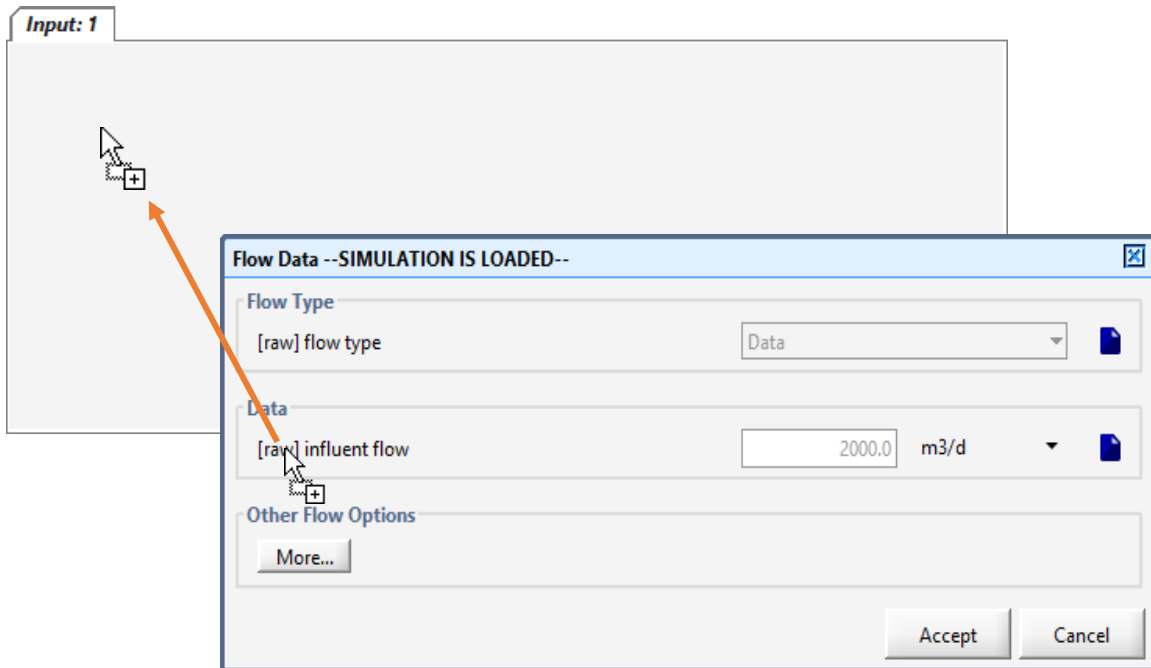 Input: 1
Flow Data --SIMULATION IS LOADED--
Flow Type
[raw] flow type Data
Data
[raw] influent flow 2000.0 m3/d
Other Flow Options
More...
Accept Cancel